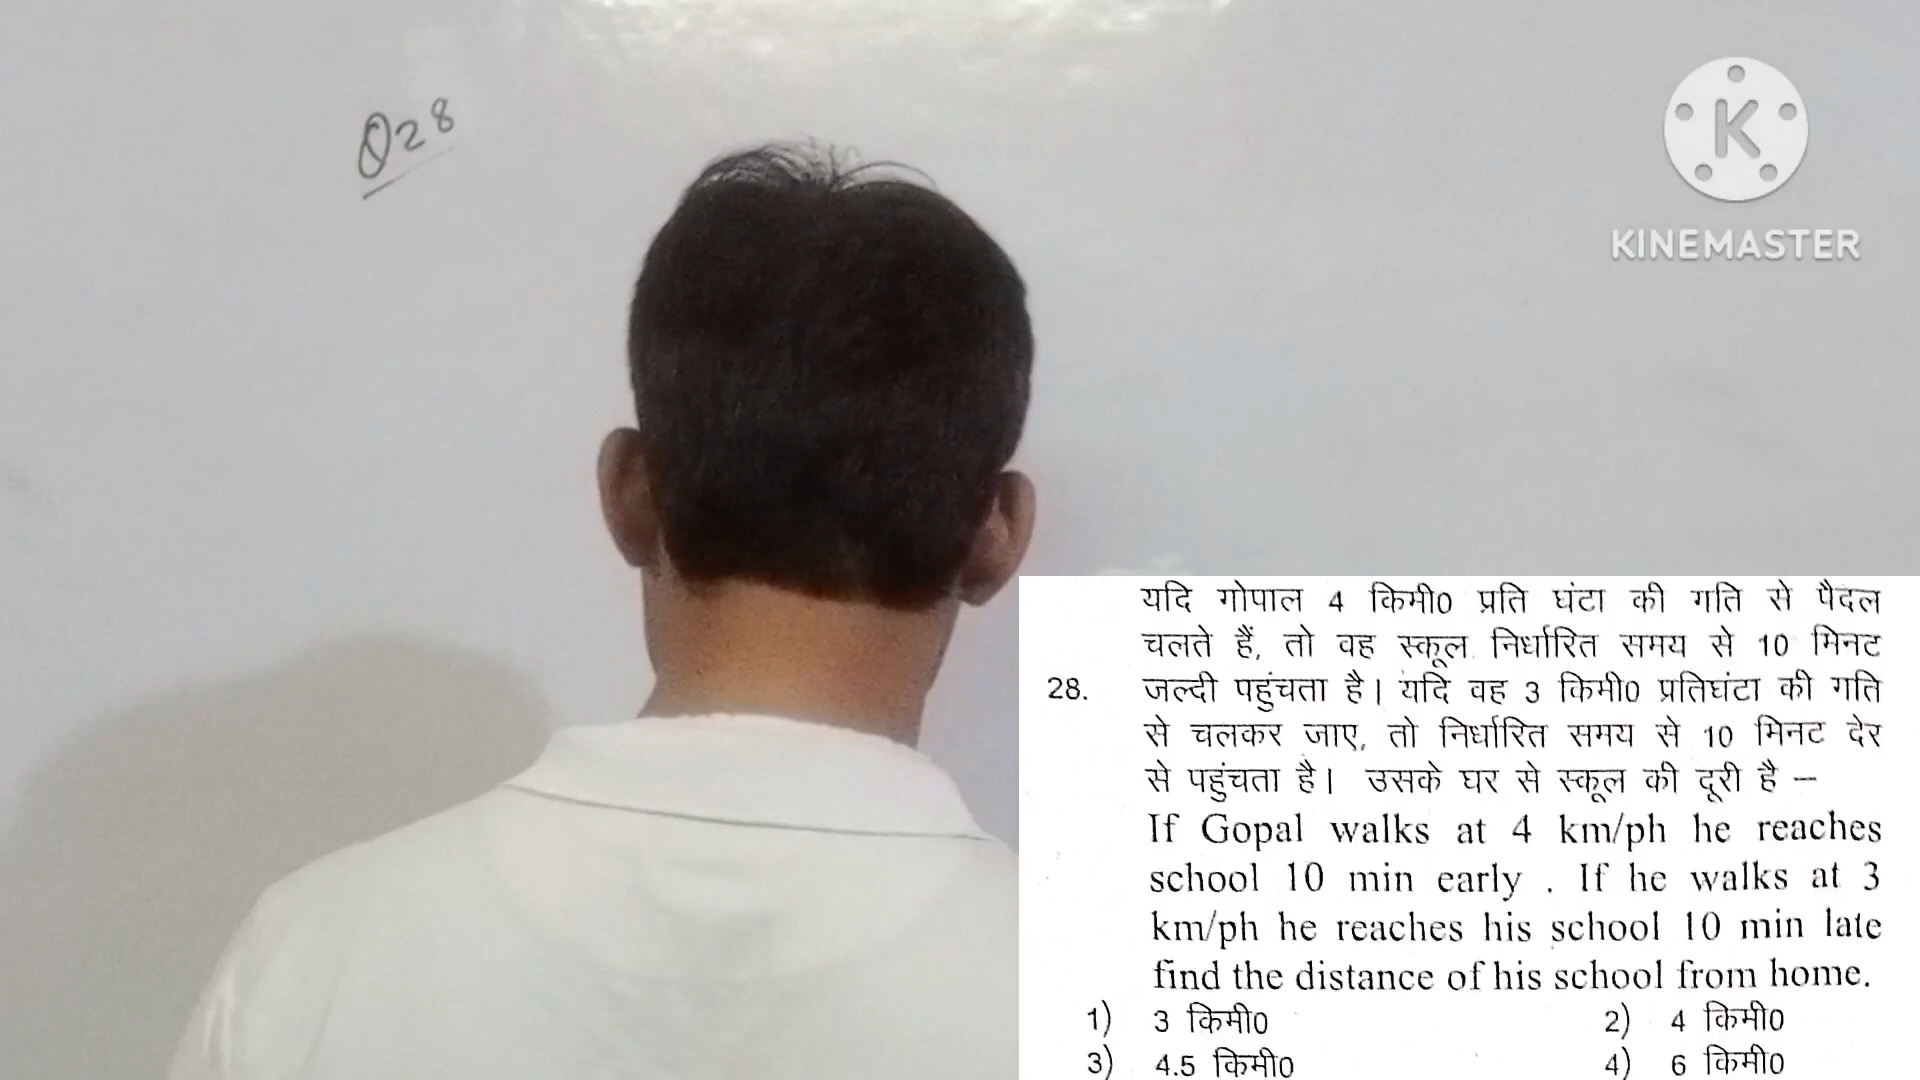 Q28
K
KINEMASTER
यदि गोपाल 4 किमी0 प्रति घंटा की गति से पैदल
चलते हैं, तो वह स्कूल निर्धारित समय से 10 मिनट
28. जल्दी पहुंचता है। यदि वह 3 किमी0 प्रतिघंटा की गति
से चलकर जाए, तो निर्धारित समय से 10 मिनट देर
से पहुंचता है। उसके घर से स्कूल की दूरी है –
If Gopal walks at 4 km/ph he reaches
school 10 min early . If he walks at 3
km/ph he reaches his school 10 min late
find the distance of his school from home.
1) 3 किमी0 2) 4 किमी0
3) 4.5 किमी0 4) 6 किमी0